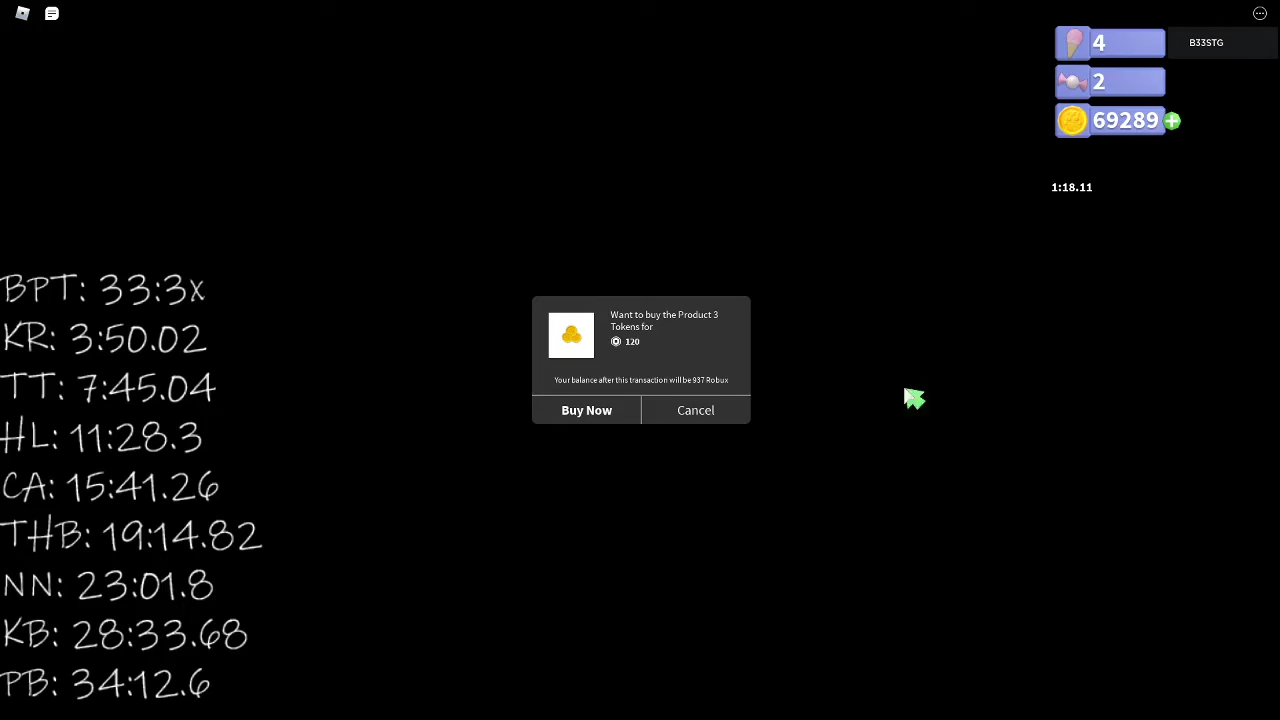 4
B33STG
2
69289
1:18.11
BPT: 33:3x
KR: 3:50.02
TT: 7:45.04
HL: 11:28.3
CA: 15:41.26
THB: 19:14.82
NN: 23:01.8
KB: 28:33.68
PB: 34:12.6
Want to buy the Product 3
Tokens for
120
Your balance after this transaction will be 937 Robux
Buy Now
Cancel